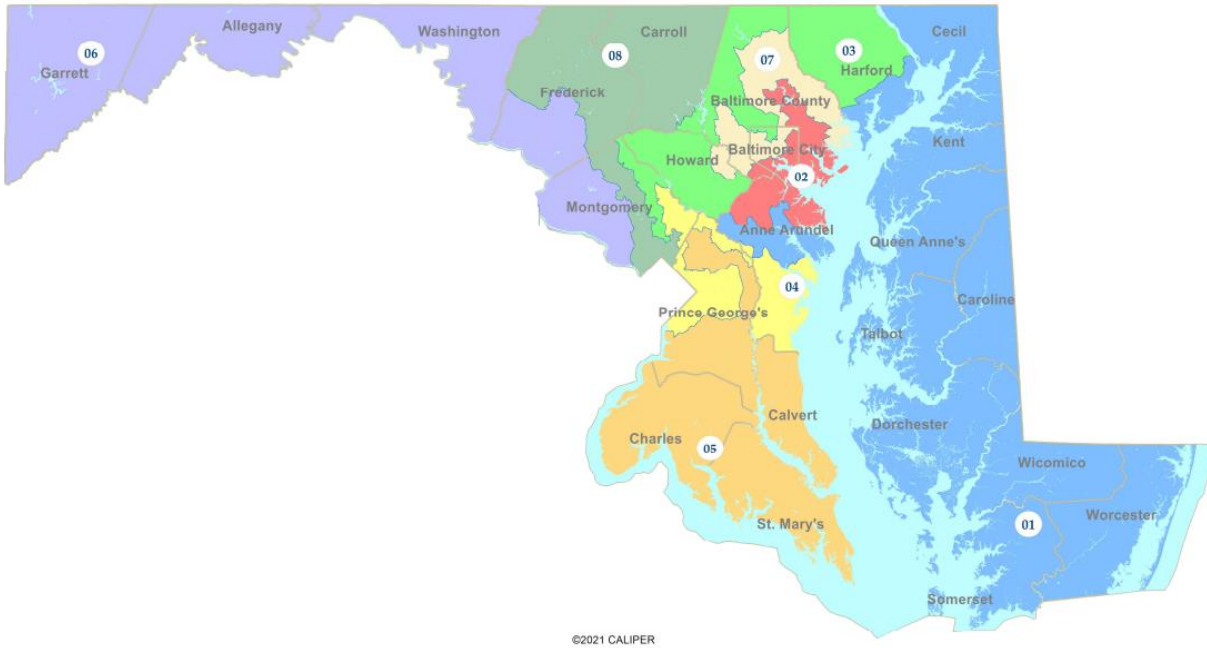 Allegany
Washington
Carroll
Cecil
06
08
07
03
Garrett
Harford
Frederick
Baltimore County
Baltimore City
Kent
Howard
02
Montgomery
Anne Arundel
Queen Anne's
04
Caroline
Prince George's
Talbot
Calvert
Dorchester
Charles
05
Wicomico
St. Mary's
01
Worcester
Somerset
©2021 CALIPER